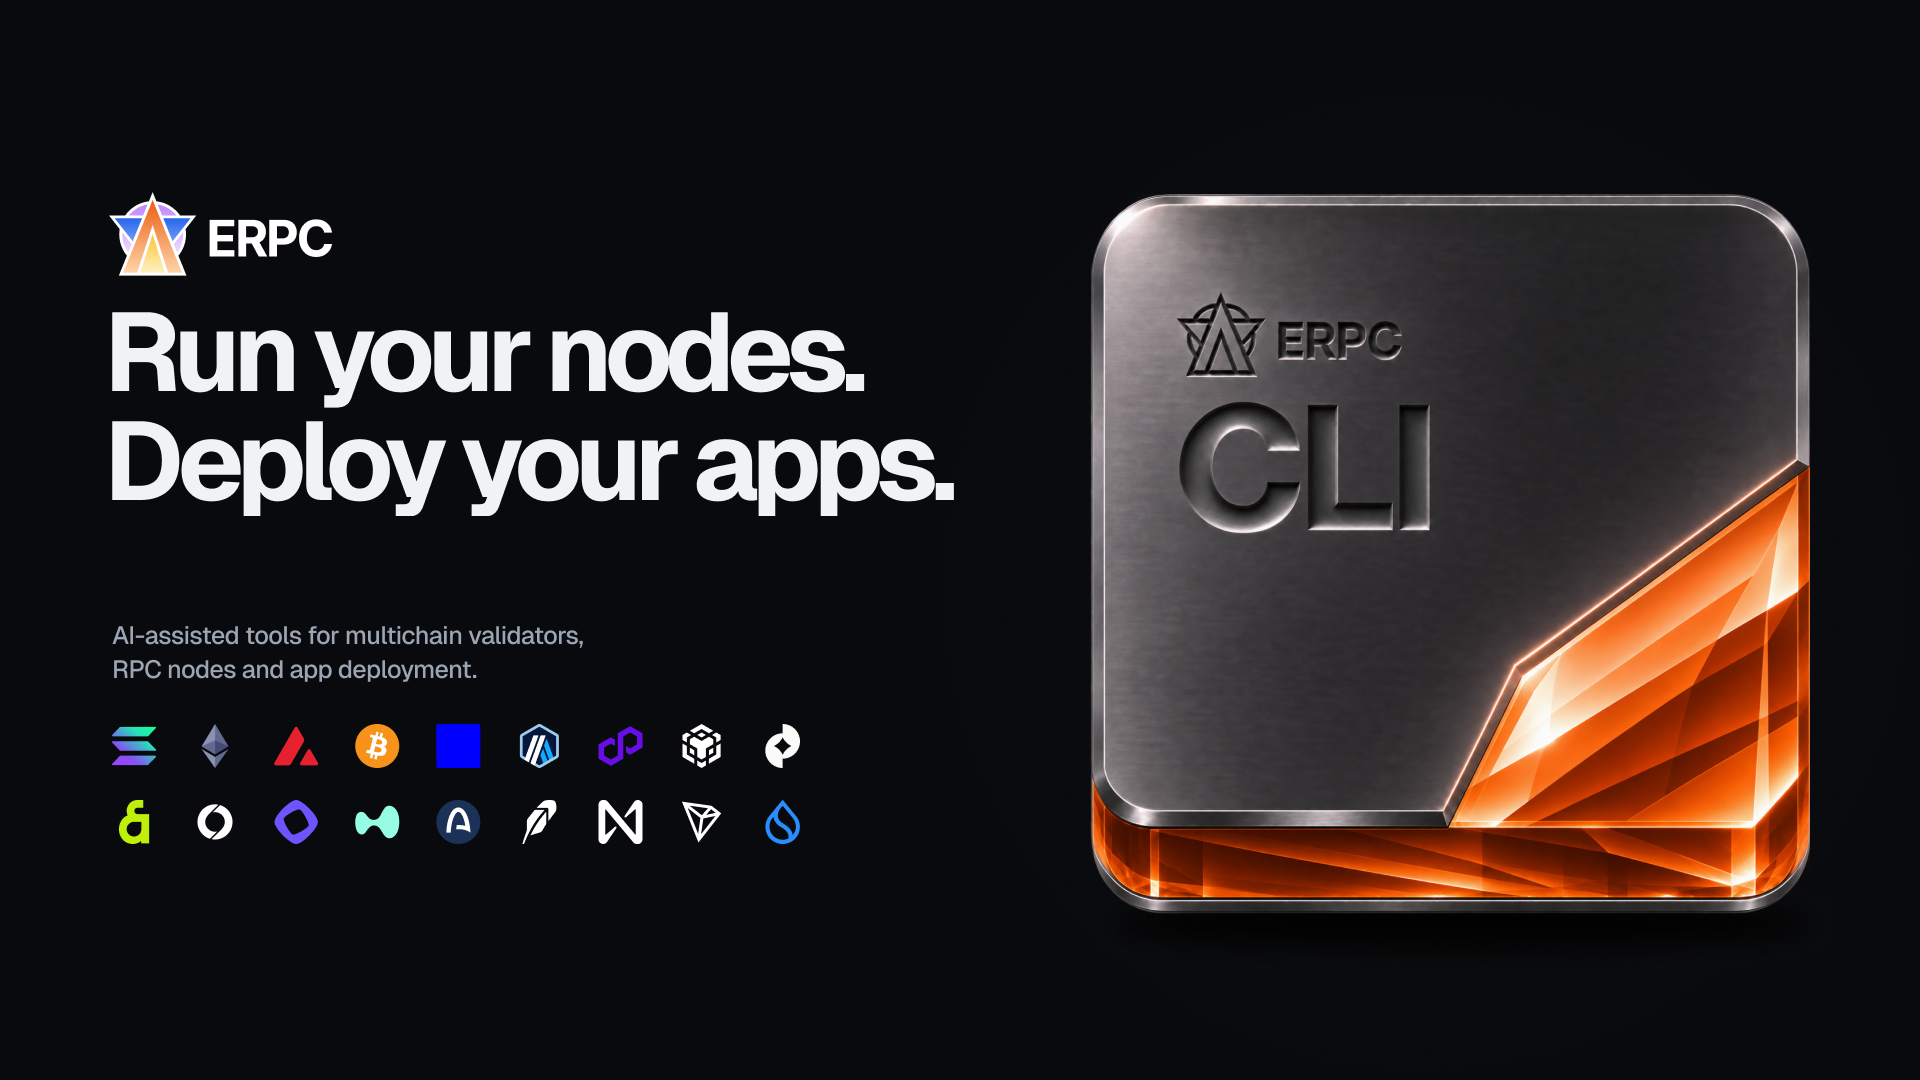 ERPC
Run your nodes.
Deploy your apps.
AI-assisted tools for multichain validators,
RPC nodes and app deployment.
ERPC
CLI